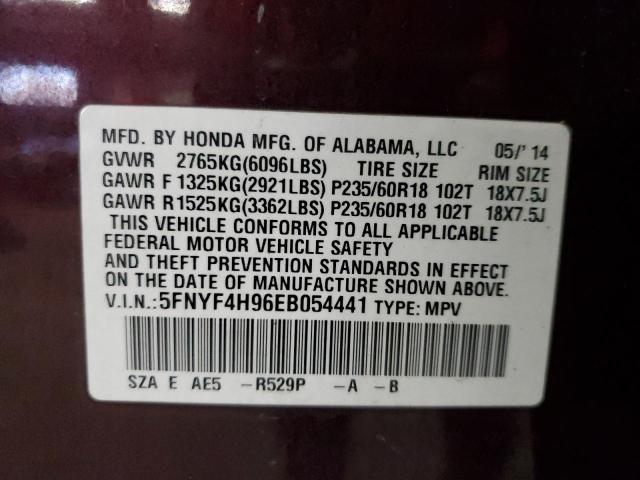 MFD. BY HONDA MFG. OF ALABAMA, LLC 05/'14
GVWR 2765KG(6096LBS) TIRE SIZE RIM SIZE
GAWR F 1325KG(2921LBS) P235/60R18 102T 18X7.5J
GAWR R1525KG(3362LBS) P235/60R18 102T 18X7.5J
THIS VEHICLE CONFORMS TO ALL APPLICABLE
FEDERAL MOTOR VEHICLE SAFETY
AND THEFT PREVENTION STANDARDS IN EFFECT
ON THE DATE OF MANUFACTURE SHOWN ABOVE.
V.I.N.:5FNYF4H96EB054441 TYPE: MPV
SZA E AE5 -R529P -A -B